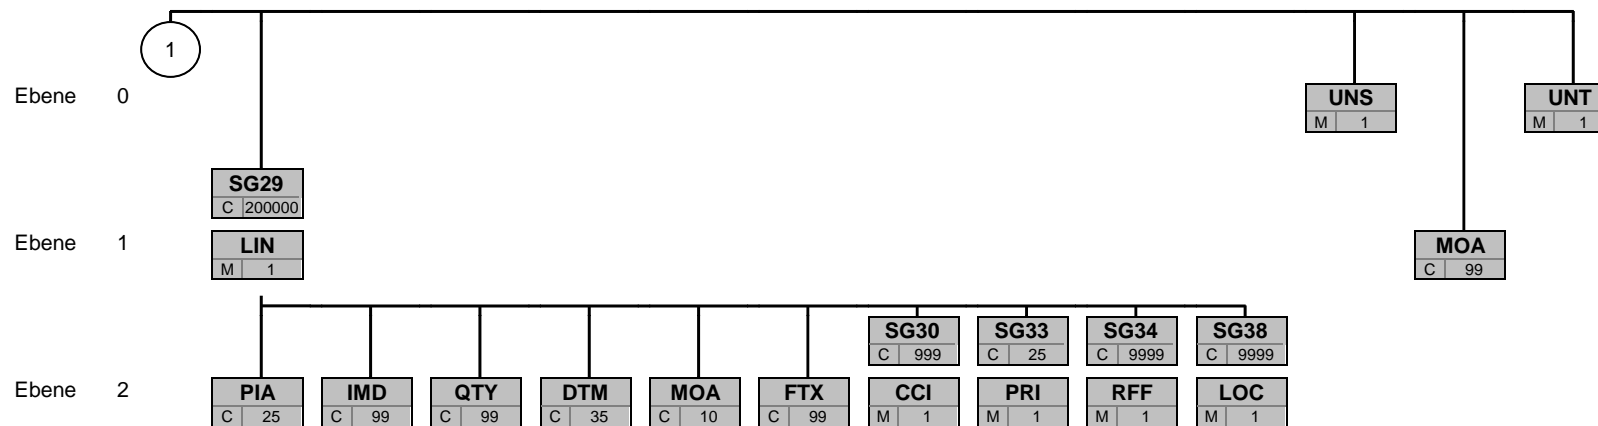 1
Ebene 0
UNS UNT
M 1 M 1
SG29
C 200000
Ebene 1
LIN MOA
M 1 C 99
SG30 SG33 SG34 SG38
C 999 C 25 C 9999 C 9999
Ebene 2
PIA IMD QTY DTM MOA FTX CCI PRI RFF LOC
C 25 C 99 C 99 C 35 C 10 C 99 M 1 M 1 M 1 M 1